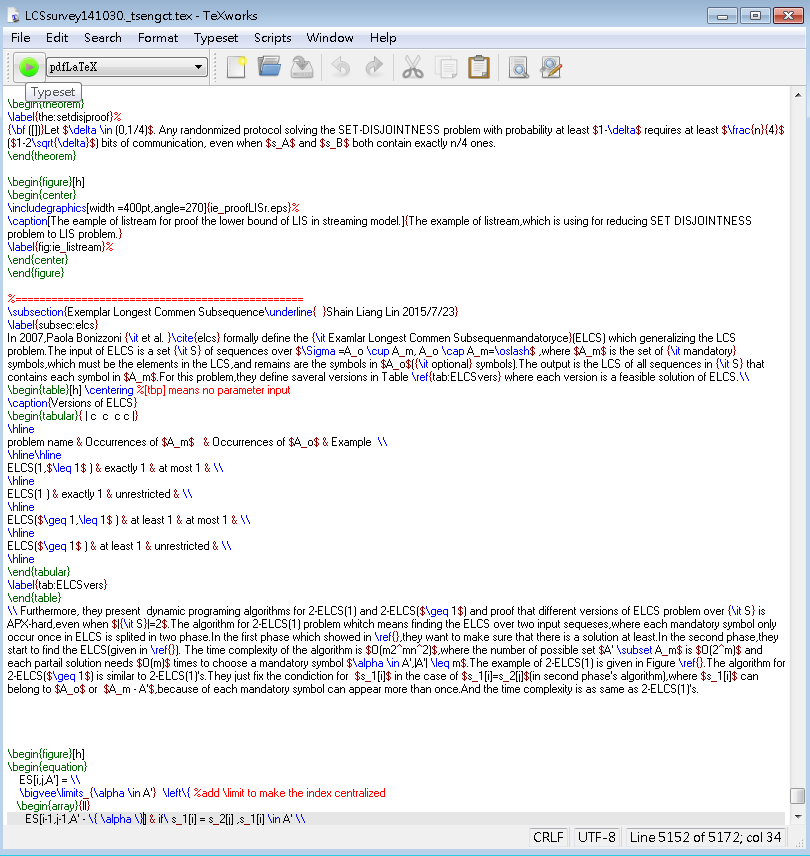 LCSsurvey141030._tsengct.tex - TeXworks
File Edit Search Format Typeset Scripts Window Help
pdfLaTeX
Typeset
\begin{theorem}
\label{the:setdisjproof}%
{\bf ([])}Let $\delta \in (0,1/4)$. Any randomized protocol solving the SET-DISJOINTNESS problem with probability at least $1-\delta$ requires at least $\frac{n}{4}$
($1-2\sqrt{\delta}$) bits of communication, even when $s_A$ and $s_B$ both contain exactly n/4 ones.
\end{theorem}
\begin{figure}[h]
\begin{center}
\includegraphics[width =400pt,angle=270]{ie_proofLISr.eps}%
\caption[The eample of listream for proof the lower bound of LIS in streaming model.]{The example of listream,which is using for reducing SET DISJOINTNESS
problem to LIS problem.}
\label{fig:ie_listream}%
\end{center}
\end{figure}
%================================================
\subsection{Exemplar Longest Commen Subsequence\underline{  }Shain Liang Lin 2015/7/23}
\label{subsec:elcs}
In 2007,Paola Bonizzoni {\it et al. }\cite{elcs} formally define the {\it Examlar Longest Commen Subsequenmandatoryce}(ELCS) which generalizing the LCS
problem.The input of ELCS is a set {\it S} of sequences over $\Sigma =A_o \cup A_m, A_o \cap A_m=\oslash$ ,where $A_m$ is the set of {\it mandatory}
symbols,which must be the elements in the LCS,and remains are the symbols in $A_o$({\it optional} symbols).The output is the LCS of all sequences in {\it S} that
contains each symbol in $A_m$.For this problem,they define saveral versions in Table \ref{tab:ELCSvers} where each version is a feasible solution of ELCS.\\
\begin{table}[h] \centering %[tbp] means no parameter input
\caption{Versions of ELCS}
\begin{tabular}{ | c  c  c c |}
\hline
problem name & Occurrences of $A_m$   & Occurrences of $A_o$ & Example  \\
\hline\hline
ELCS(1,$\leq 1$ ) & exactly 1 & at most 1 & \\
\hline
ELCS(1 ) & exactly 1 & unrestricted & \\
\hline
ELCS($\geq 1,\leq 1$ ) & at least 1 & at most 1 & \\
\hline
ELCS($\geq 1$ ) & at least 1 & unrestricted & \\
\hline
\end{tabular}
\label{tab:ELCSvers}
\end{table}
\\ Furthermore, they present  dynamic programing algorithms for 2-ELCS(1) and 2-ELCS($\geq 1$) and proof that different versions of ELCS problem over {\it S} is
APX-hard,even when $|{\it S}|=2$.The algorithm for 2-ELCS(1) problem whitch means finding the ELCS over two input sequeses,where each mandatory symbol only
occur once in ELCS is splited in two phase.In the first phase which showed in \ref{},they want to make sure that there is a solution at least.In the second phase,they
start to find the ELCS(given in \ref{}). The time complexity of the algorithm is $O(m2^mn^2)$,where the number of possible set $A' \subset A_m$ is $O(2^m)$ and
each partail solution needs $O(m)$ times to choose a mandatory symbol $\alpha \in A',|A'| \leq m$.The example of 2-ELCS(1) is given in Figure \ref{}.The algorithm for
2-ELCS($\geq 1$) is similar to 2-ELCS(1)'s.They just fix the condiction for  $s_1[i]$ in the case of $s_1[i]=s_2[j]$(in second phase's algorithm),where $s_1[i]$ can
belong to $A_o$ or  $A_m - A'$,because of each mandatory symbol can appear more than once.And the time complexity is as same as 2-ELCS(1)'s.
\begin{figure}[h]
\begin{equation}
ES[i,j,A'] = \\
\bigvee\limits_{\alpha \in A'}  \left\{ %add \limit to make the index centralized
\begin{array}{ll}
ES[i-1,j-1,A' - \{ \alpha \}] & if\ s_1[i] = s_2[j] ,s_1[i] \in A' \\
CRLF UTF-8 Line 5152 of 5172; col 34